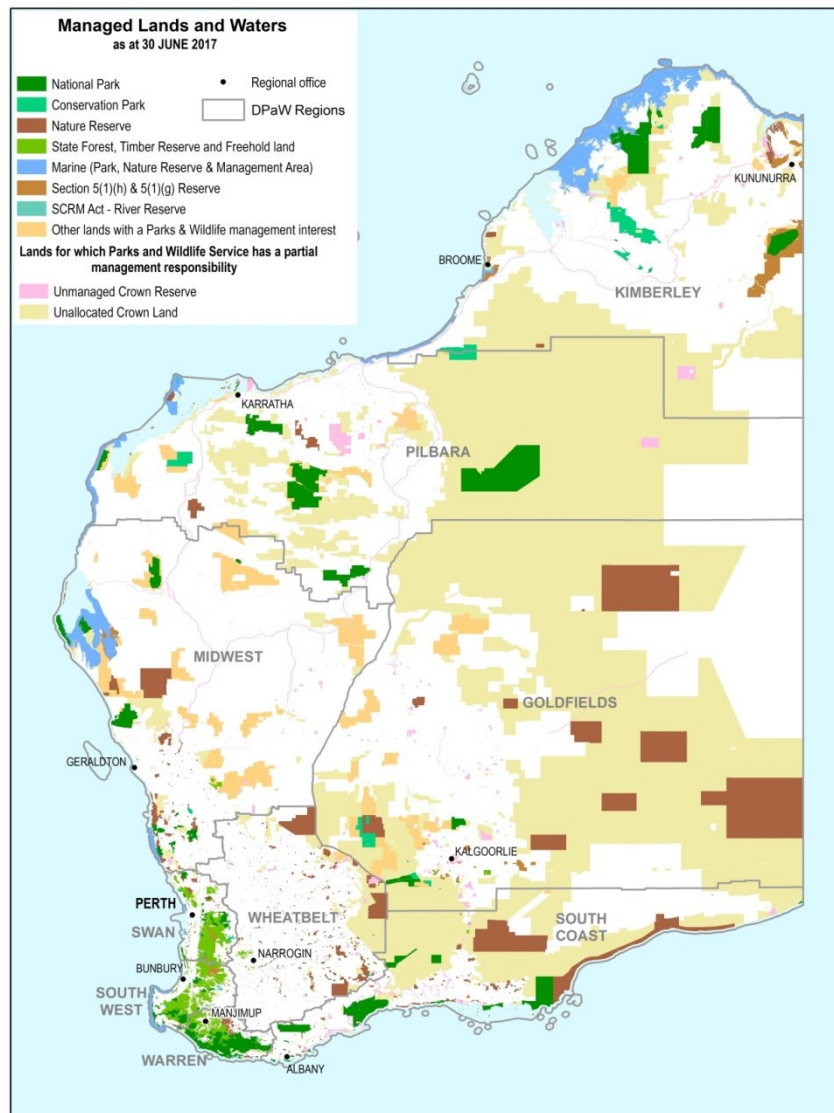 Managed Lands and Waters
as at 30 JUNE 2017
National Park
Conservation Park
Nature Reserve
State Forest, Timber Reserve and Freehold land
Marine (Park, Nature Reserve & Management Area)
Section 5(1)(h) & 5(1)(g) Reserve
SCRM Act - River Reserve
Other lands with a Parks & Wildlife management interest
Regional office
DPaW Regions
Lands for which Parks and Wildlife Service has a partial
management responsibility
Unmanaged Crown Reserve
Unallocated Crown Land
KUNUNURRA
BROOME
KIMBERLEY
KARRATHA
PILBARA
MIDWEST
GOLDFIELDS
GERALDTON
KALGOORLIE
PERTH
SWAN
WHEATBELT
SOUTH
COAST
NARROGIN
BUNBURY
SOUTH
WEST
MANJIMUP
WARREN
ALBANY